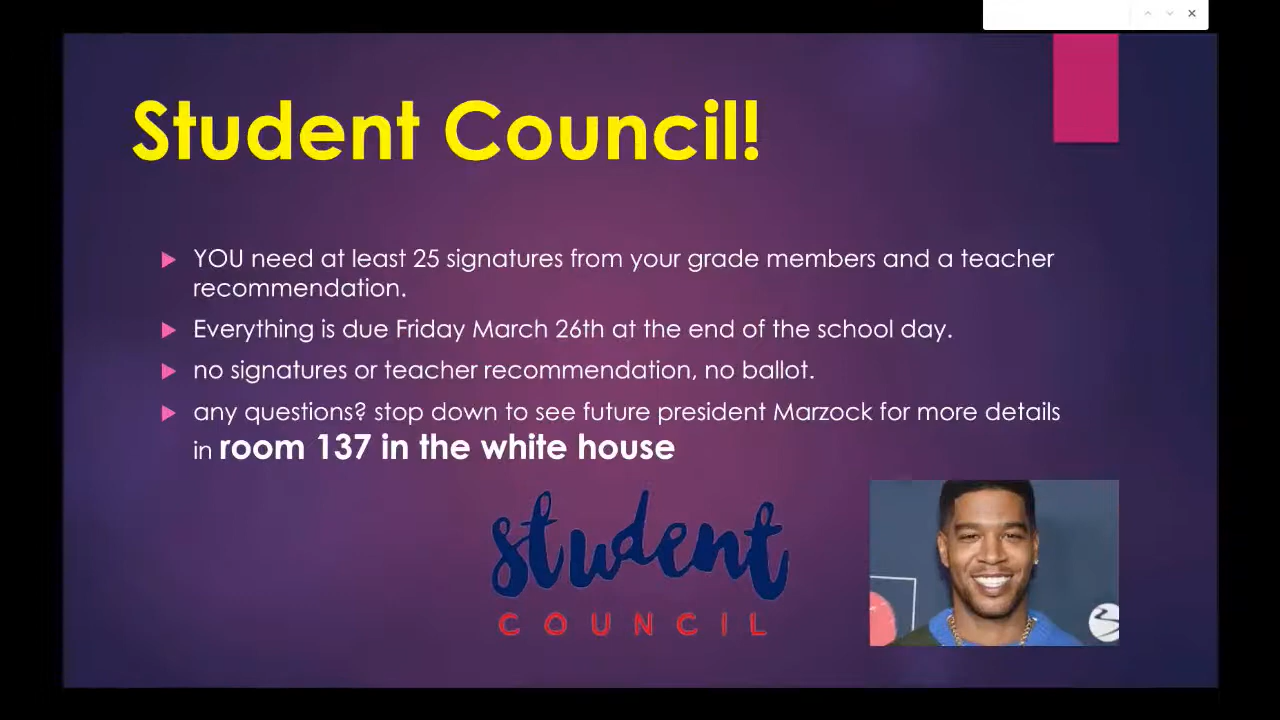 Student Council!
YOU need at least 25 signatures from your grade members and a teacher
recommendation.
Everything is due Friday March 26th at the end of the school day.
no signatures or teacher recommendation, no ballot.
any questions? stop down to see future president Marzock for more details
in room 137 in the white house
student
COUNCIL